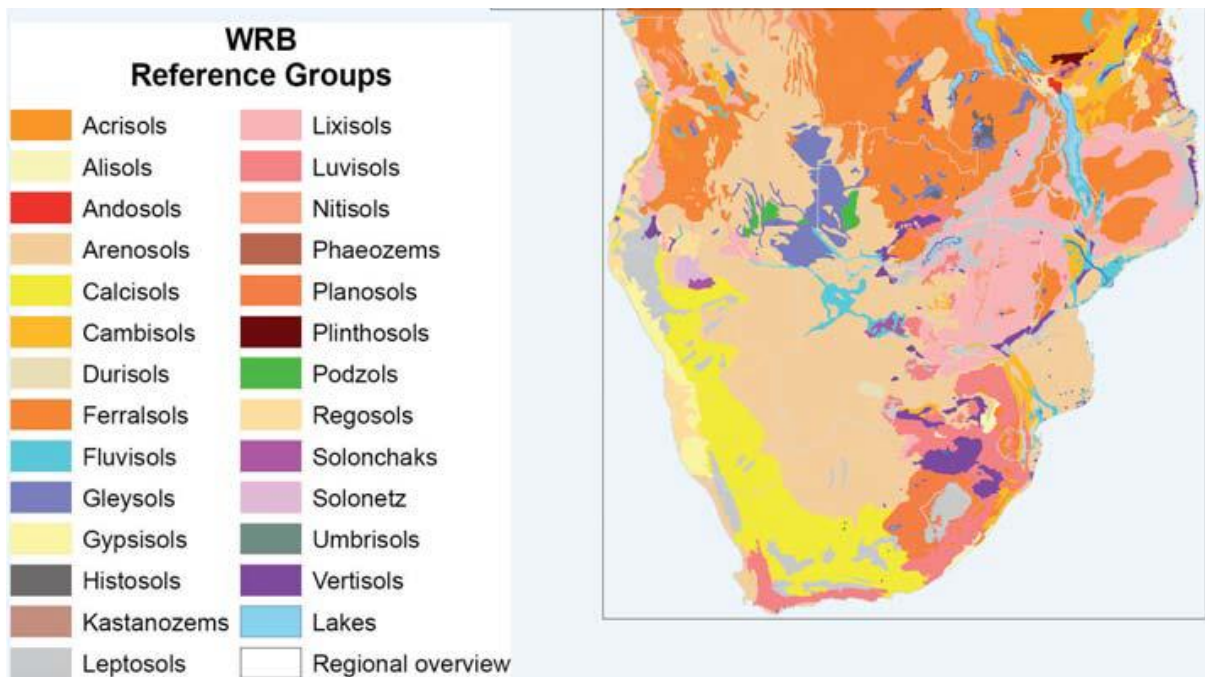 WRB
Reference Groups
Acrisols
Alisols
Andosols
Arenosols
Calcisols
Cambisols
Durisols
Ferralsols
Fluvisols
Gleysols
Gypsisols
Histosols
Kastanozems
Leptosols
Lixisols
Luvisols
Nitisols
Phaeozems
Planosols
Plinthosols
Podzols
Regosols
Solonchaks
Solonetz
Umbrisols
Vertisols
Lakes
Regional overview